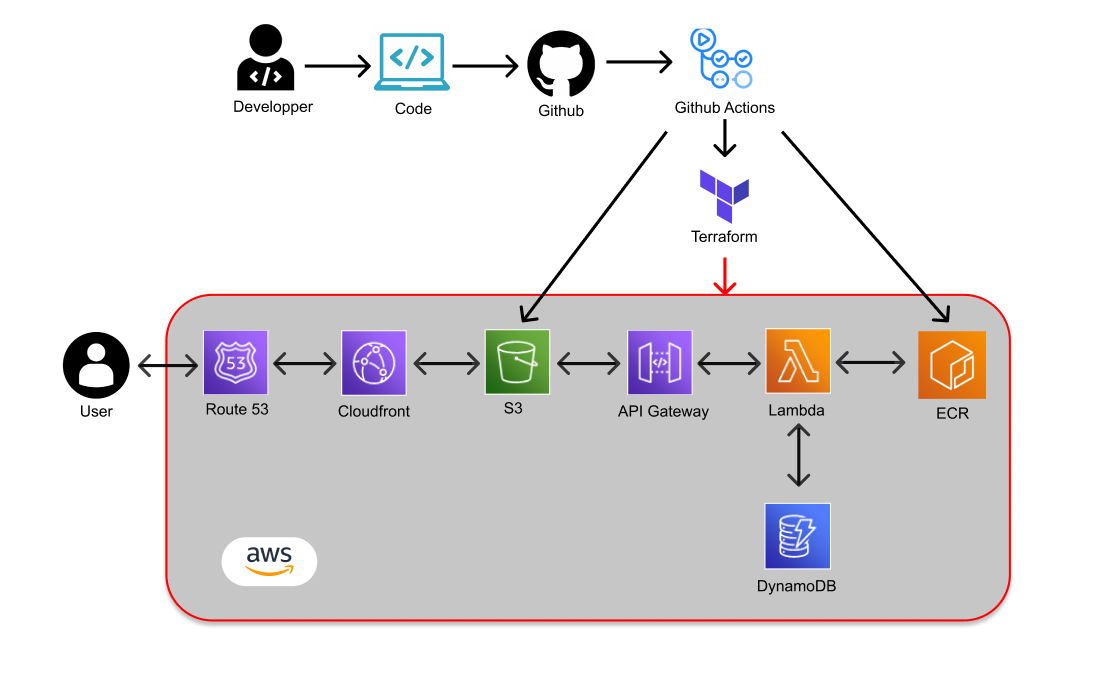 </>
</>
Developper
Code
Github
Github Actions
Terraform
53
</>
User
Route 53
Cloudfront
S3
API Gateway
Lambda
ECR
aws
DynamoDB